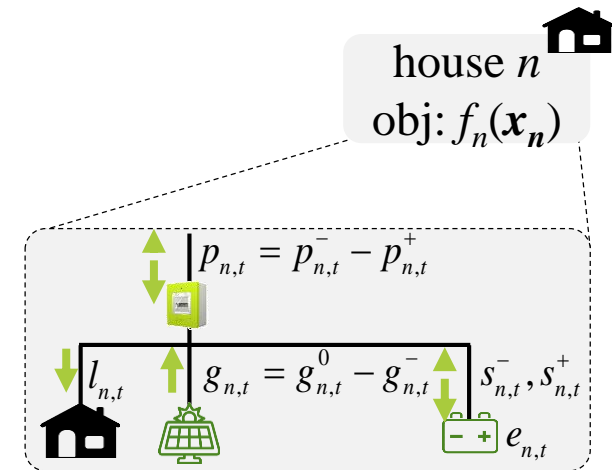 house n
obj: fₙ(xₙ)
pₙ,ₜ = p⁻ₙ,ₜ − p⁺ₙ,ₜ
lₙ,ₜ
gₙ,ₜ = g⁰ₙ,ₜ − g⁻ₙ,ₜ
s⁻ₙ,ₜ, s⁺ₙ,ₜ
eₙ,ₜ